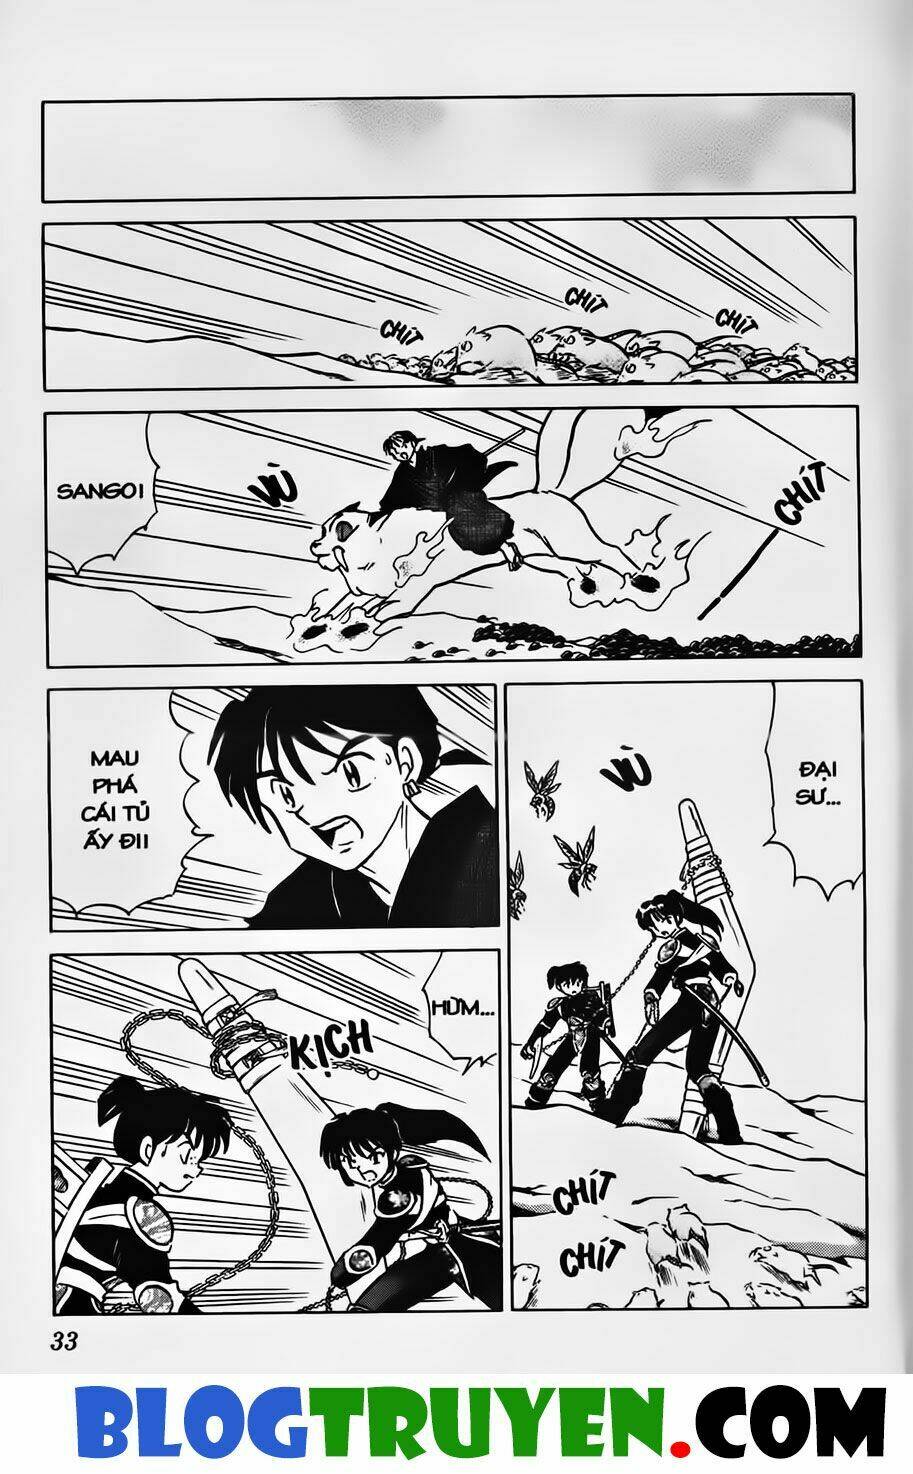 CHÍT
CHÍT
CHÍT
SANGO!
VÙ
CHÍT
MAU
PHÁ
CÁI TỦ
ẤY ĐI!
VÙ
ĐẠI
SƯ...
HỪM...
KỊCH
CHÍT
CHÍT
33
BLOGTRUYEN.COM